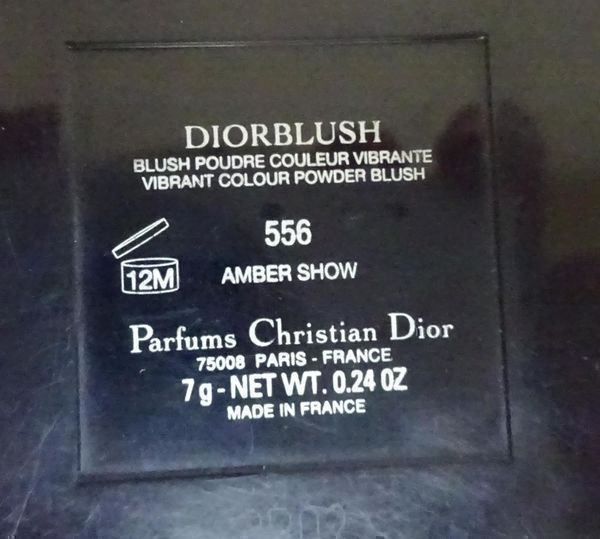 DIORBLUSH
BLUSH POUDRE COULEUR VIBRANTE
VIBRANT COLOUR POWDER BLUSH
556
12M
AMBER SHOW
Parfums Christian Dior
75008 PARIS - FRANCE
7 g - NET WT. 0.24 OZ
MADE IN FRANCE